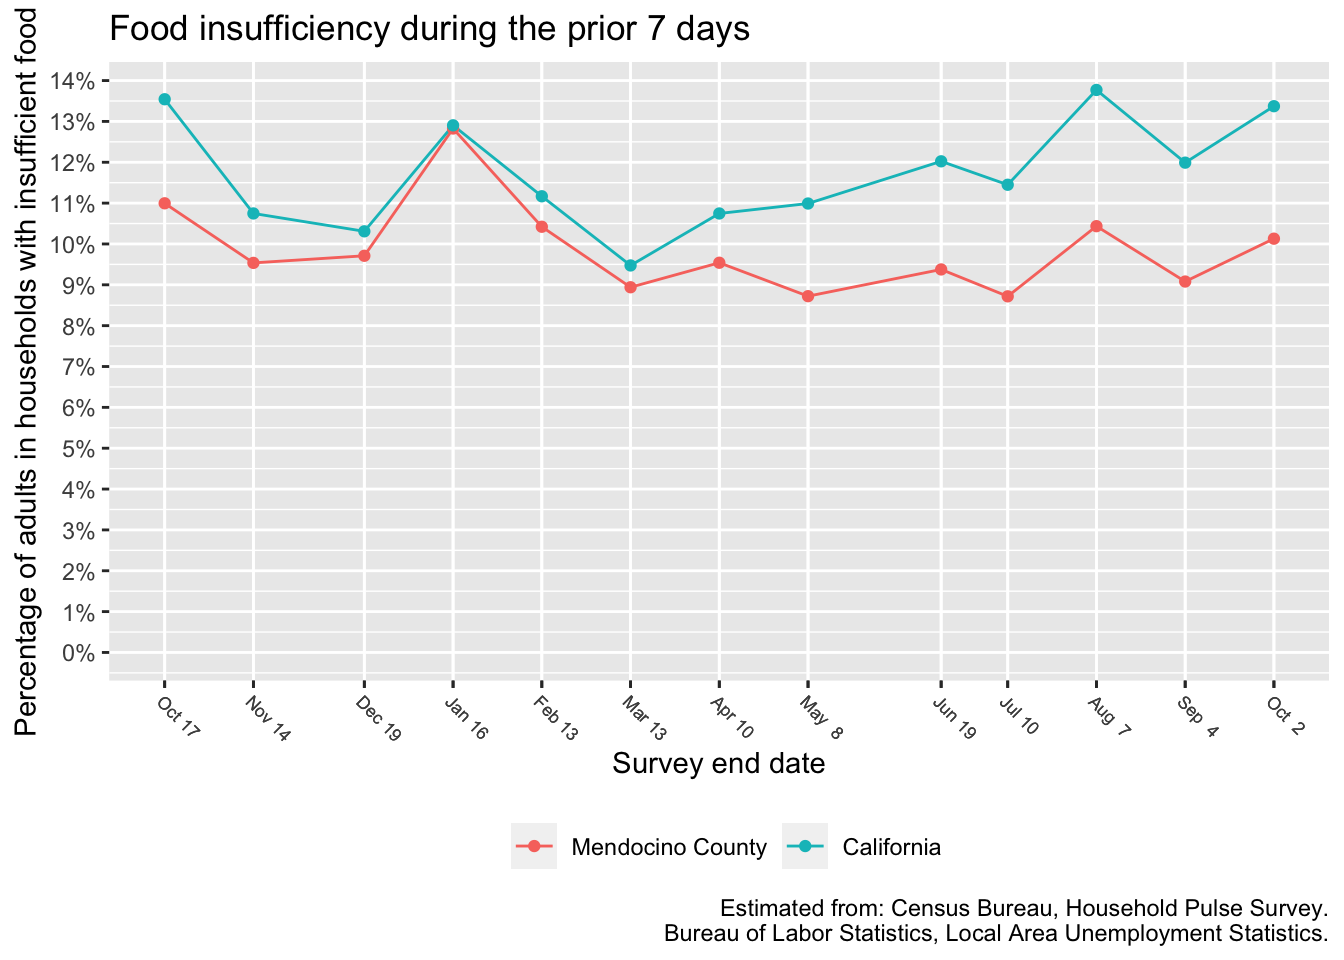 Food insufficiency during the prior 7 days
Percentage of adults in households with insufficient food
14%
13%
12%
11%
10%
9%
8%
7%
6%
5%
4%
3%
2%
1%
0%
Oct 17
Nov 14
Dec 19
Jan 16
Feb 13
Mar 13
Apr 10
May 8
Jun 19
Jul 10
Aug 7
Sep 4
Oct 2
Survey end date
Mendocino County
California
Estimated from: Census Bureau, Household Pulse Survey.
Bureau of Labor Statistics, Local Area Unemployment Statistics.